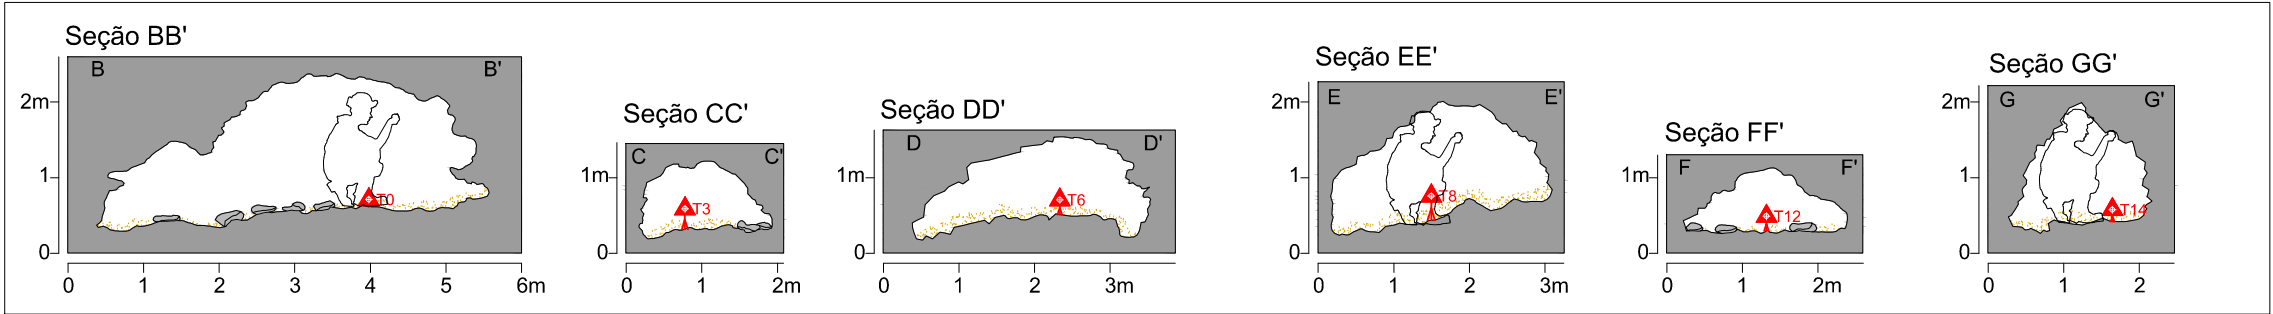 Seção BB'
B
B'
2m
1
0
T0
0 1 2 3 4 5 6m
Seção CC'
C
C'
1m
0
T3
0 1 2m
Seção DD'
D
D'
1m
0
T6
0 1 2 3m
Seção EE'
E
E'
2m
1
0
T8
0 1 2 3m
Seção FF'
F
F'
1m
0
T12
0 1 2m
Seção GG'
G
G'
2m
1
0
T14
0 1 2